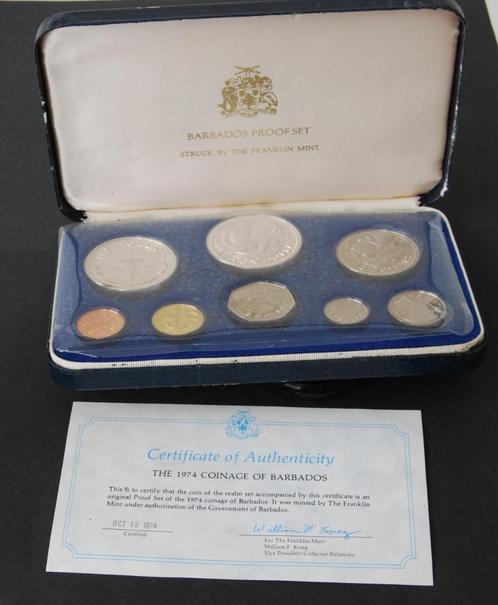 BARBADOS PROOF SET
STRUCK BY THE FRANKLIN MINT
Certificate of Authenticity
THE 1974 COINAGE OF BARBADOS
This is to certify that the coin of the realm set accompanied by this certificate is an
original Proof Set of the 1974 coinage of Barbados. It was minted by The Franklin
Mint under authorization of the Government of Barbados.
OCT 18 1974
Certified
William F. Krieg
For The Franklin Mint
William F. Krieg
Vice President Collector Relations